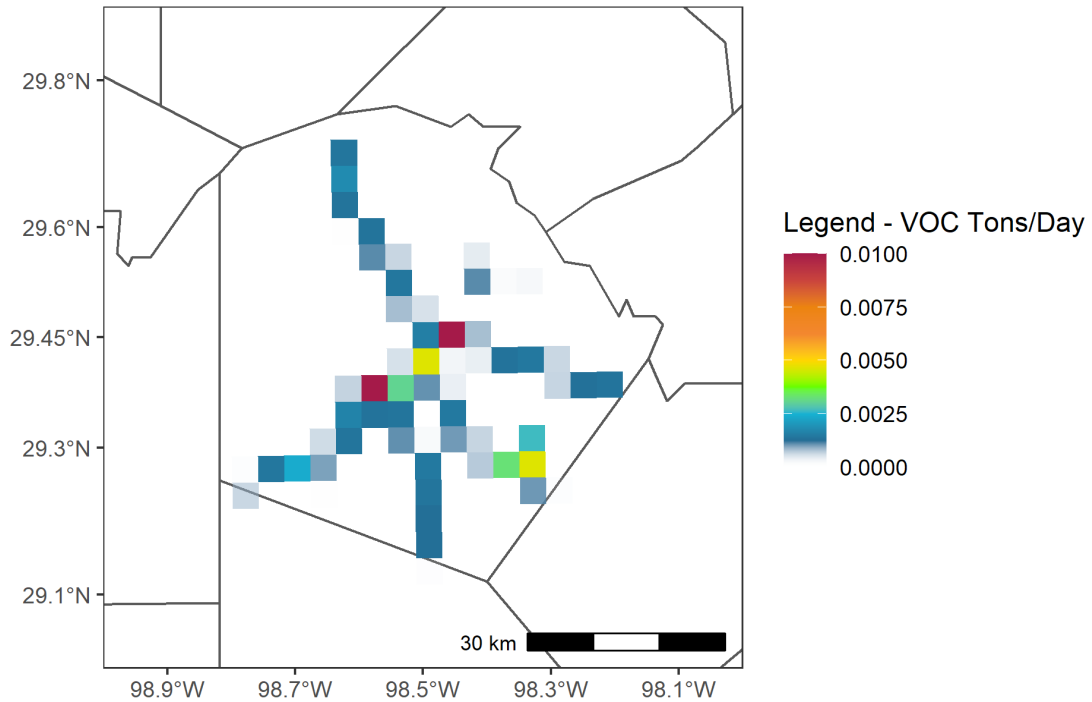 29.8°N
29.6°N
29.45°N
29.3°N
29.1°N
98.9°W
98.7°W
98.5°W
98.3°W
98.1°W
30 km
Legend - VOC Tons/Day
0.0100
0.0075
0.0050
0.0025
0.0000